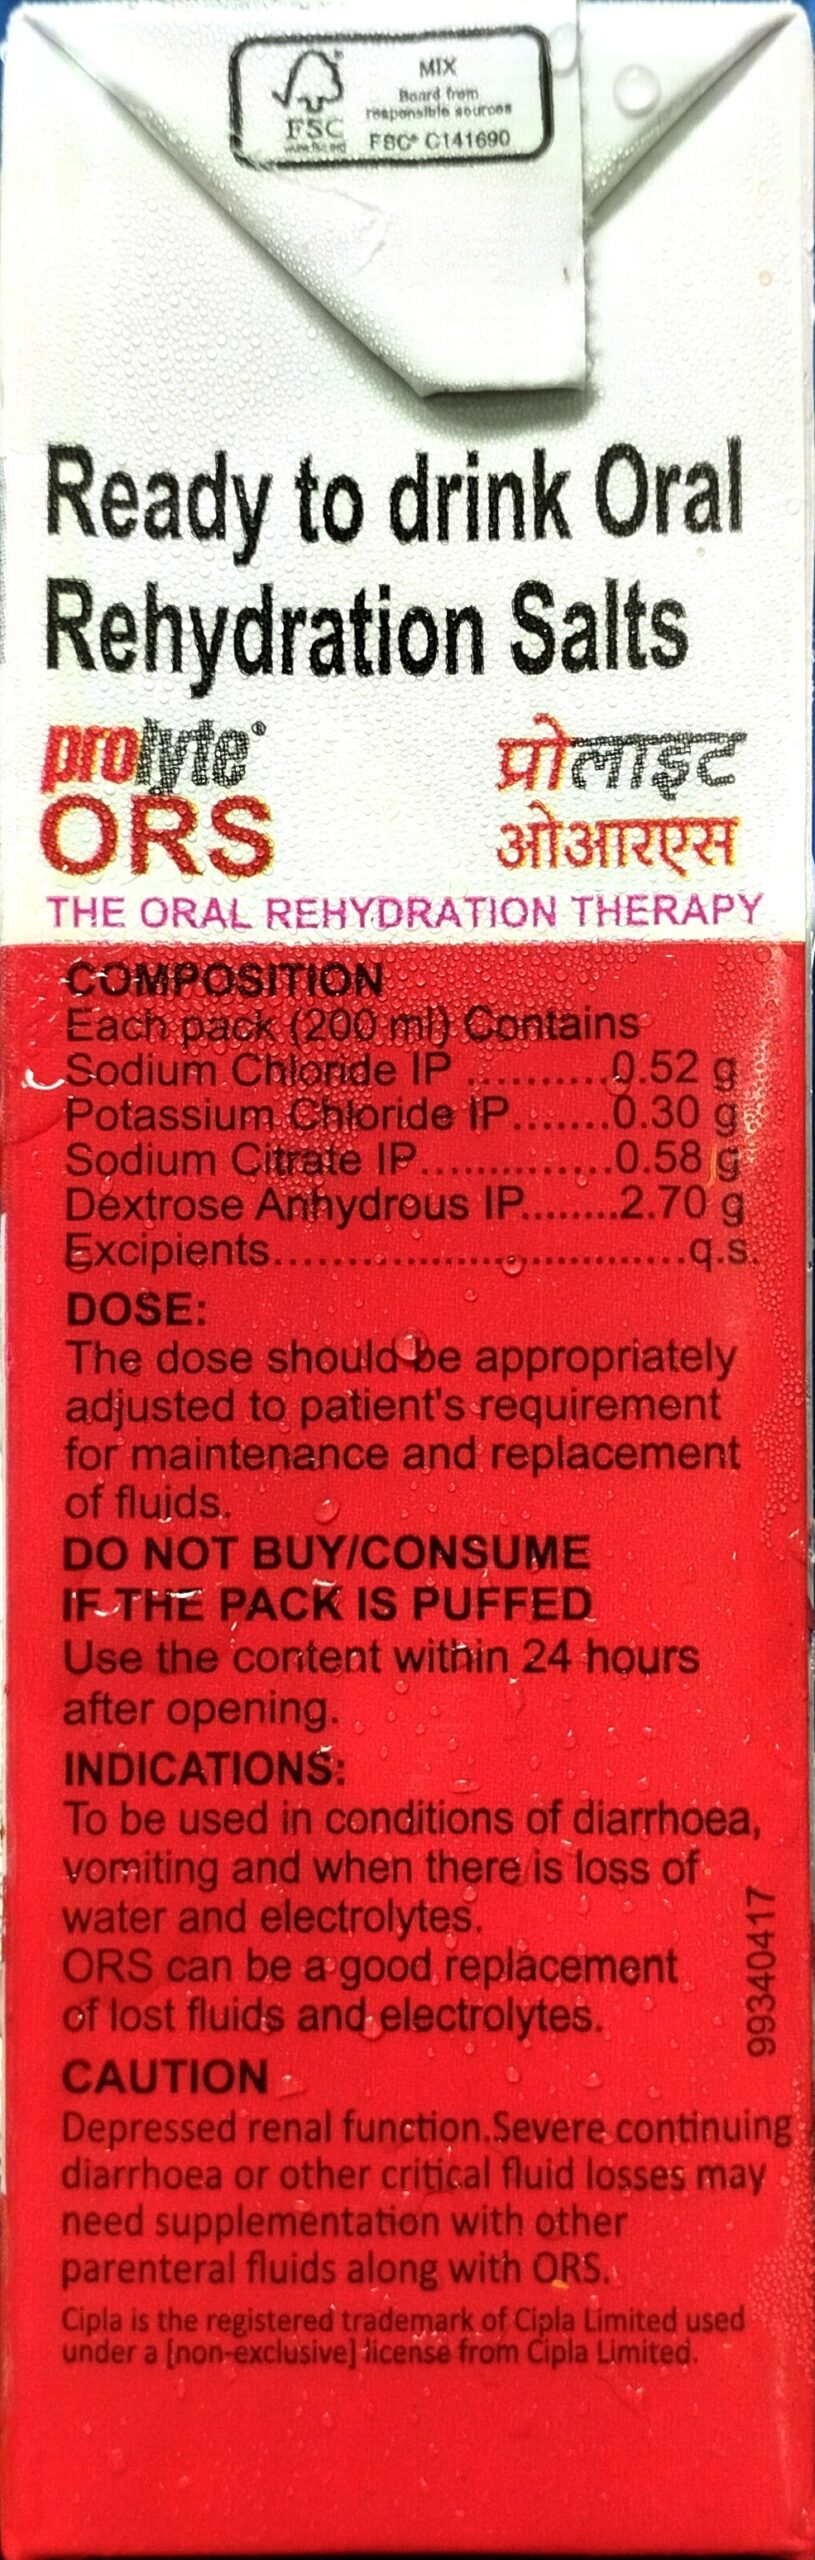 MIX
Board from
responsible sources
FSC® C141690
FSC
Ready to drink Oral
Rehydration Salts
prolyte®
ORS
प्रोलाइट
ओआरएस
THE ORAL REHYDRATION THERAPY
COMPOSITION
Each pack (200 ml) Contains
Sodium Chloride IP ..........0.52 g
Potassium Chloride IP.......0.30 g
Sodium Citrate IP..............0.58 g
Dextrose Anhydrous IP........2.70 g
Excipients..................................q.s.
DOSE:
The dose should be appropriately
adjusted to patient's requirement
for maintenance and replacement
of fluids.
DO NOT BUY/CONSUME
IF THE PACK IS PUFFED
Use the content within 24 hours
after opening.
INDICATIONS:
To be used in conditions of diarrhoea,
vomiting and when there is loss of
water and electrolytes.
ORS can be a good replacement
of lost fluids and electrolytes.
99340417
CAUTION
Depressed renal function.Severe continuing
diarrhoea or other critical fluid losses may
need supplementation with other
parenteral fluids along with ORS.
Cipla is the registered trademark of Cipla Limited used
under a [non-exclusive] license from Cipla Limited.